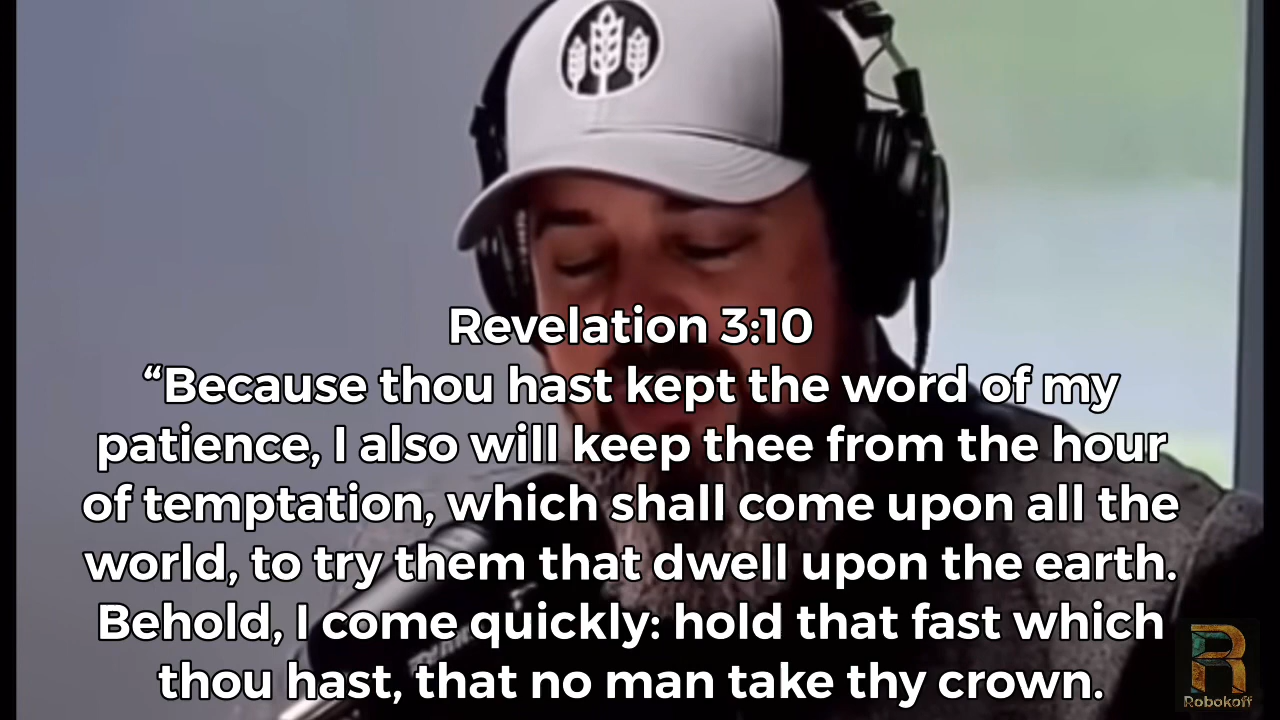 Revelation 3:10
“Because thou hast kept the word of my
patience, I also will keep thee from the hour
of temptation, which shall come upon all the
world, to try them that dwell upon the earth.
Behold, I come quickly: hold that fast which
thou hast, that no man take thy crown.
Robokoff